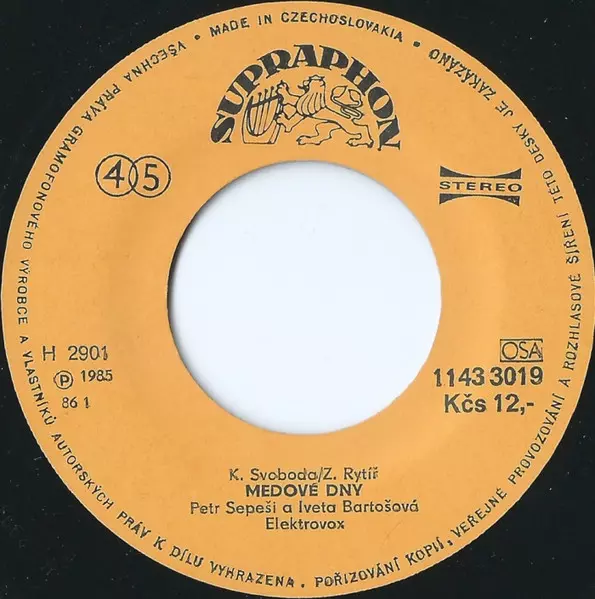 VŠECHNA PRÁVA GRAMOFONOVÉHO VÝROBCE A VLASTNÍKŮ AUTORSKÝCH PRÁV K DÍLU VYHRAZENA. POŘIZOVÁNÍ KOPIÍ, VEŘEJNÉ PROVOZOVÁNÍ A ROZHLASOVÉ ŠÍŘENÍ TÉTO DESKY JE ZAKÁZÁNO
• MADE IN CZECHOSLOVAKIA •
SUPRAPHON
45
STEREO
H 2901
Ⓟ 1985
86 1
OSA
1143 3019
Kčs 12,-
K. Svoboda/Z. Rytíř
MEDOVÉ DNY
Petr Sepeši a Iveta Bartošová
Elektrovox